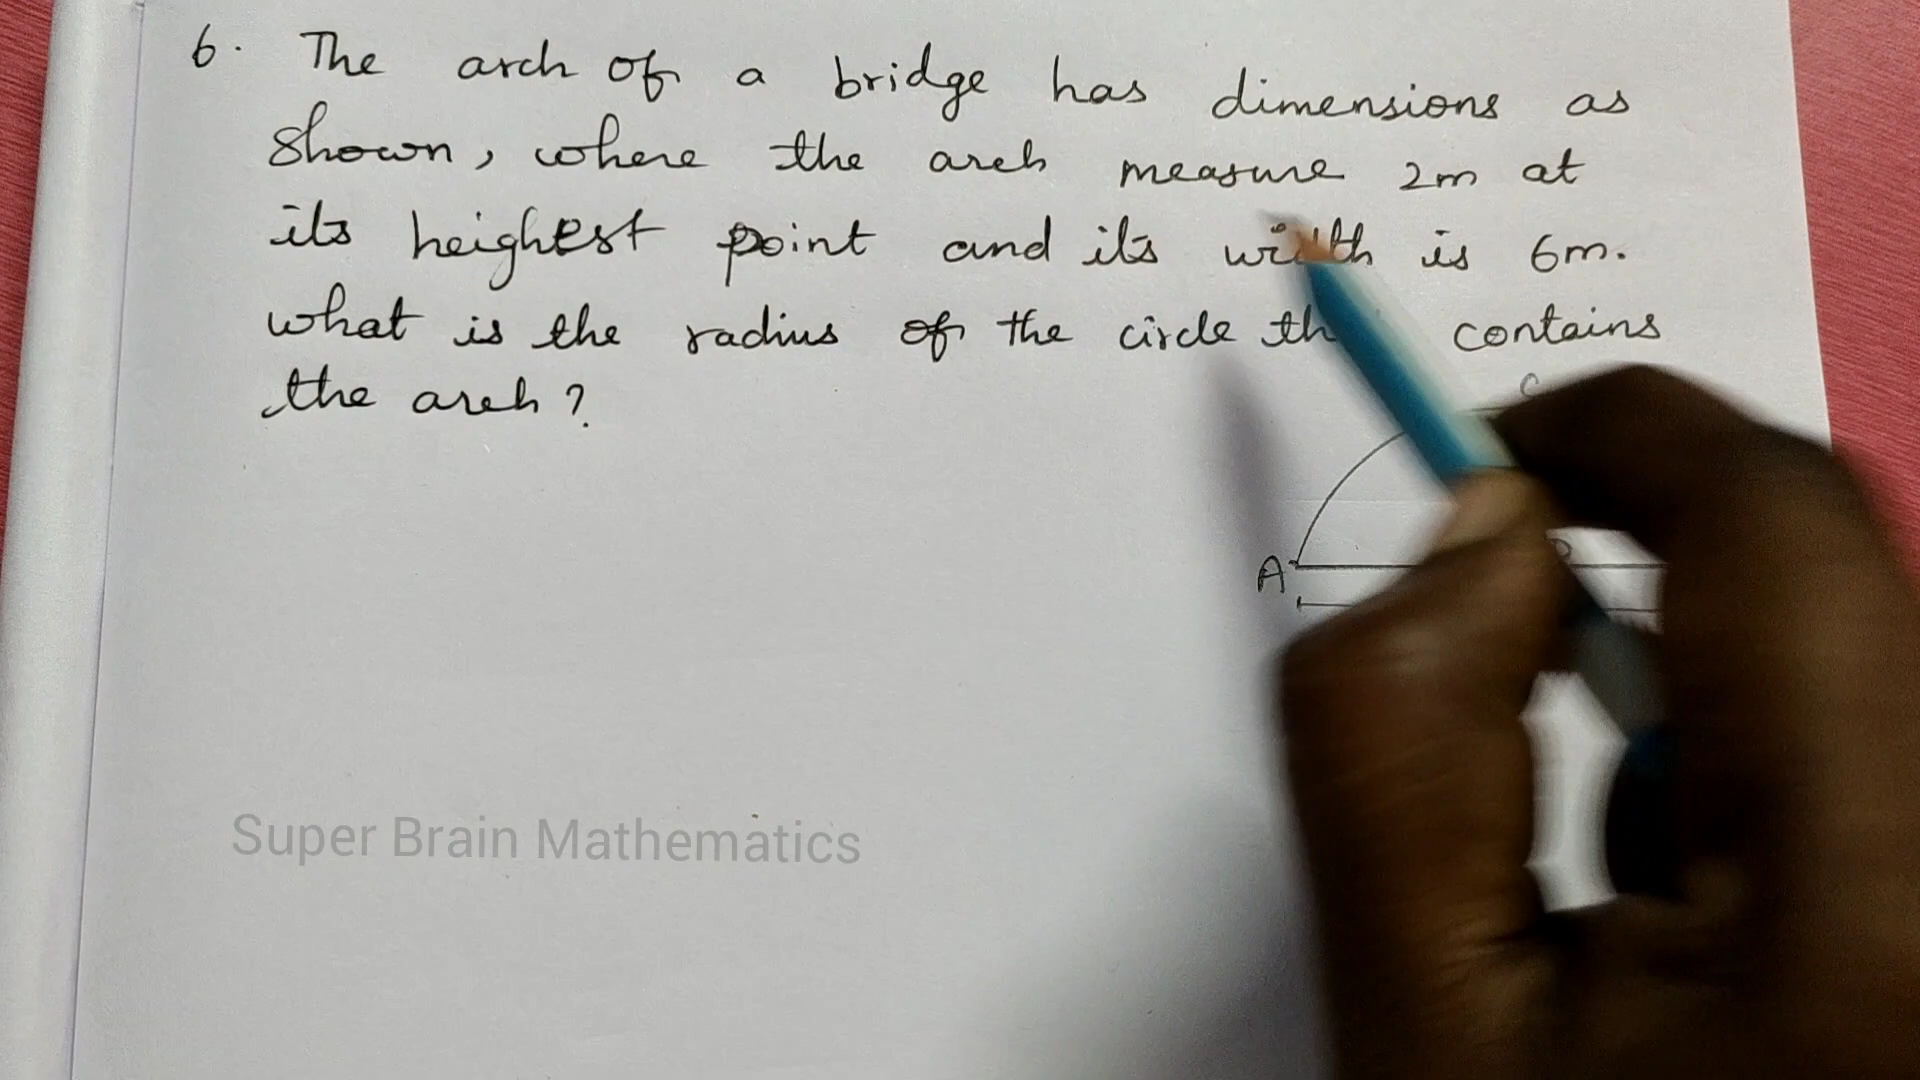 6. The arch of a bridge has dimensions as
shown, where the arch measure 2m at
its heighest point and its width is 6m.
what is the radius of the circle contains
the arch?
A
Super Brain Mathematics